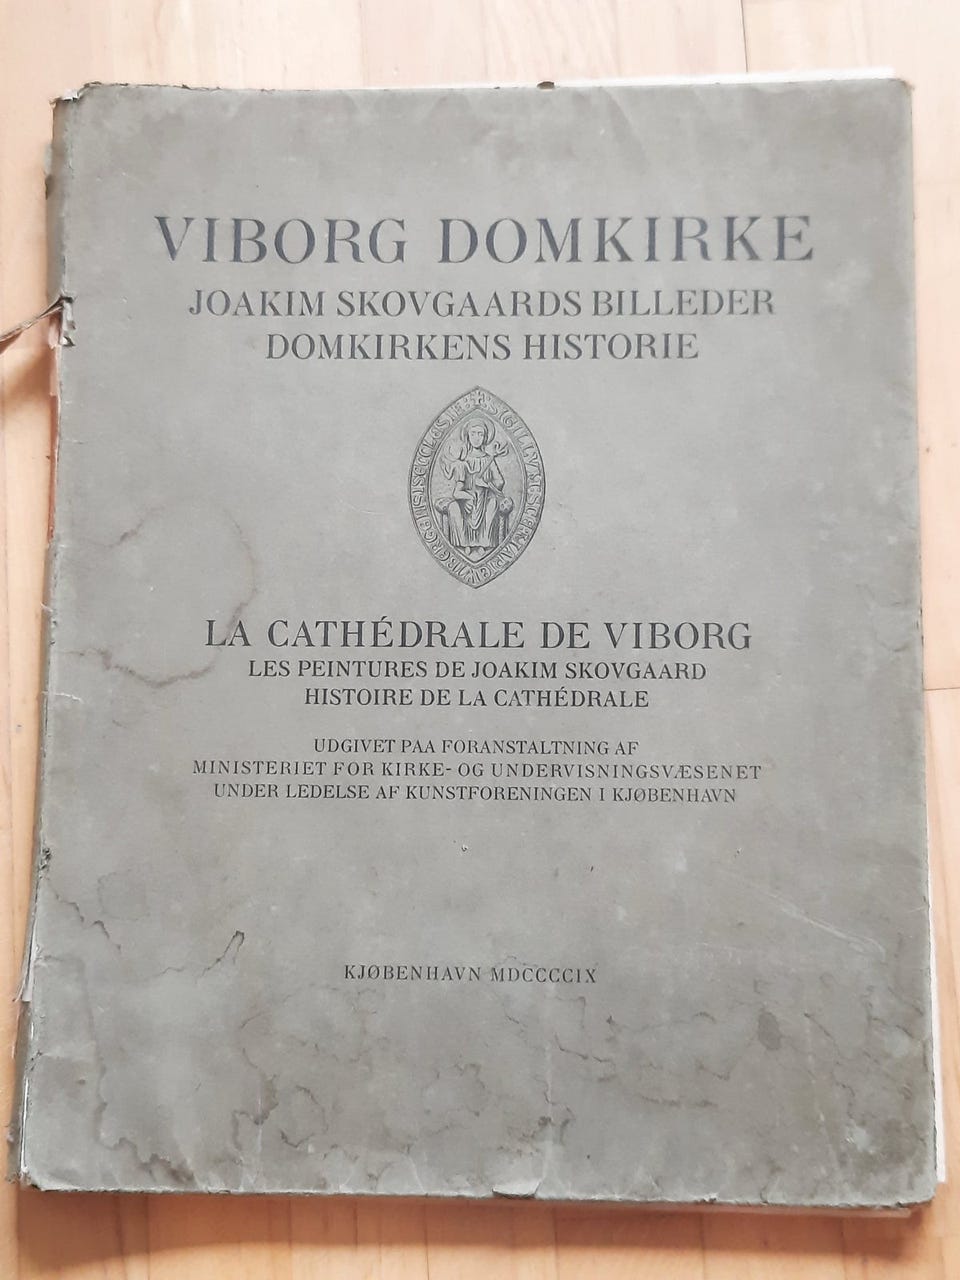 VIBORG DOMKIRKE
JOAKIM SKOVGAARDS BILLEDER
DOMKIRKENS HISTORIE
LA CATHÉDRALE DE VIBORG
LES PEINTURES DE JOAKIM SKOVGAARD
HISTOIRE DE LA CATHÉDRALE
UDGIVET PAA FORANSTALTNING AF
MINISTERIET FOR KIRKE- OG UNDERVISNINGSVÆSENET
UNDER LEDELSE AF KUNSTFORENINGEN I KJØBENHAVN
KJØBENHAVN MDCCCCIX